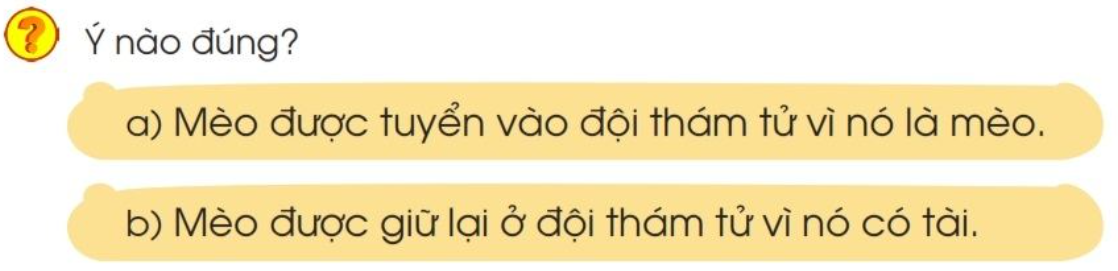 ? Ý nào đúng?
a) Mèo được tuyển vào đội thám tử vì nó là mèo.
b) Mèo được giữ lại ở đội thám tử vì nó có tài.